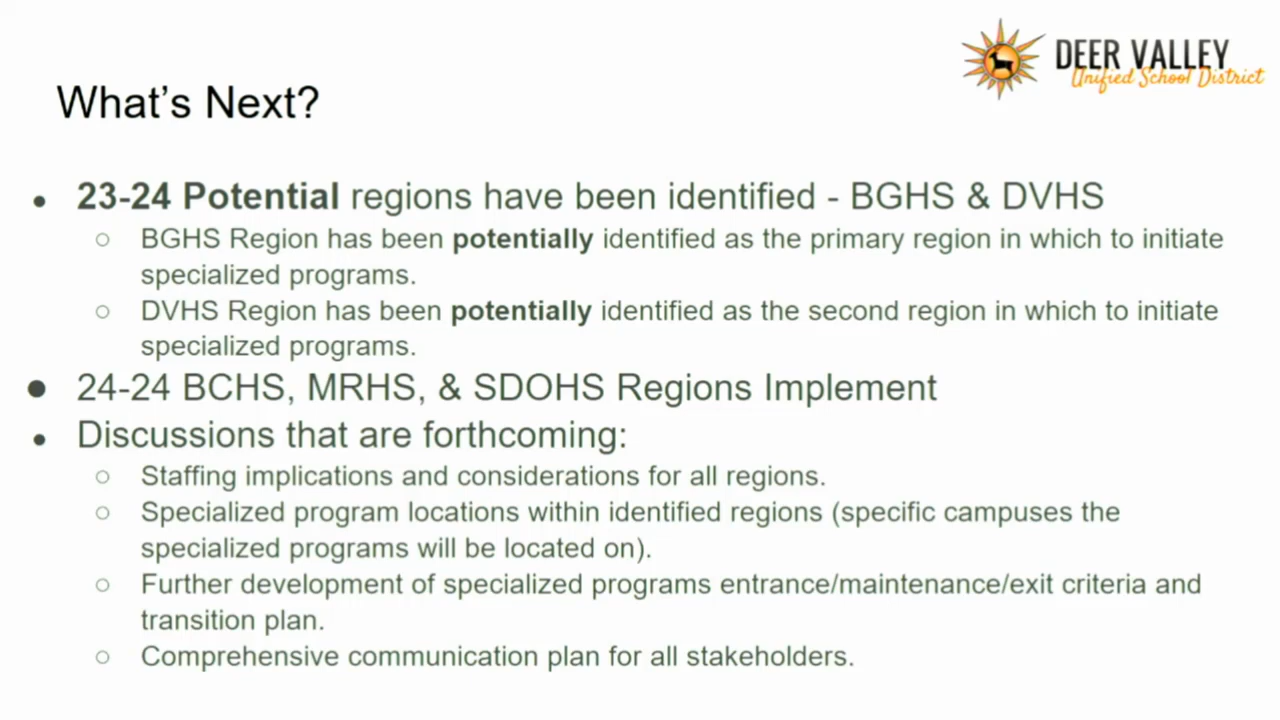 DEER VALLEY
Unified School District
What's Next?
● 23-24 Potential regions have been identified - BGHS & DVHS
○ BGHS Region has been potentially identified as the primary region in which to initiate
specialized programs.
○ DVHS Region has been potentially identified as the second region in which to initiate
specialized programs.
● 24-24 BCHS, MRHS, & SDOHS Regions Implement
● Discussions that are forthcoming:
○ Staffing implications and considerations for all regions.
○ Specialized program locations within identified regions (specific campuses the
specialized programs will be located on).
○ Further development of specialized programs entrance/maintenance/exit criteria and
transition plan.
○ Comprehensive communication plan for all stakeholders.